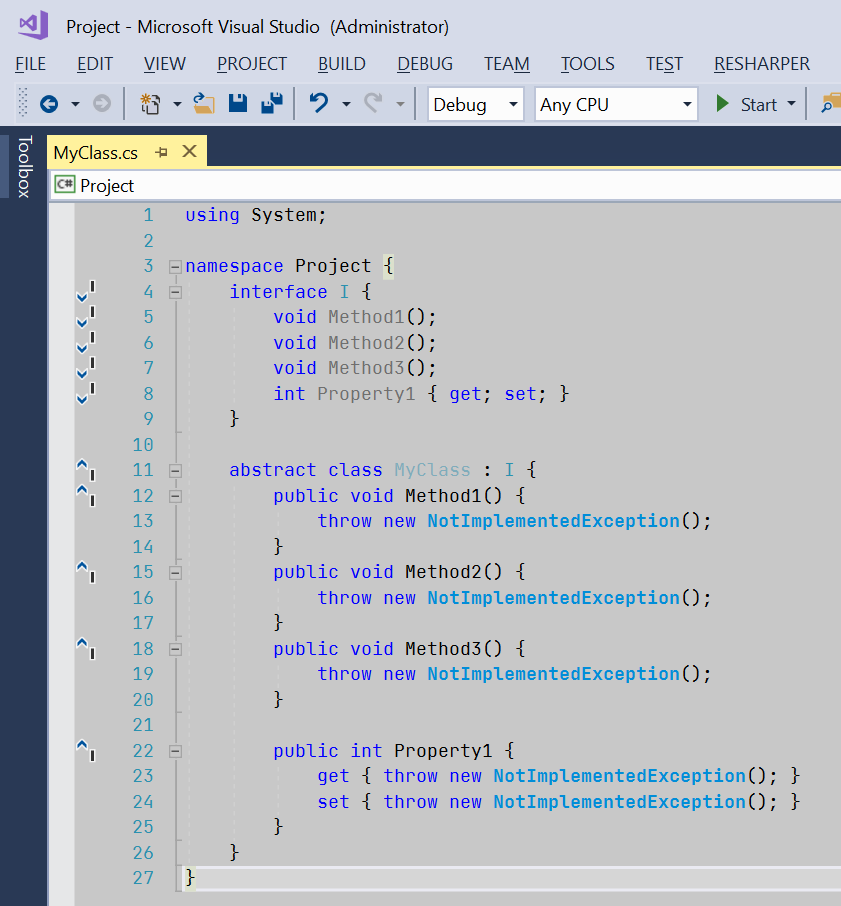 Project - Microsoft Visual Studio  (Administrator)
FILE EDIT VIEW PROJECT BUILD DEBUG TEAM TOOLS TEST RESHARPER
Debug Any CPU Start
Toolbox
MyClass.cs
C# Project
1 using System;
2
3 namespace Project {
4     interface I {
5         void Method1();
6         void Method2();
7         void Method3();
8         int Property1 { get; set; }
9     }
10
11     abstract class MyClass : I {
12         public void Method1() {
13             throw new NotImplementedException();
14         }
15         public void Method2() {
16             throw new NotImplementedException();
17         }
18         public void Method3() {
19             throw new NotImplementedException();
20         }
21
22         public int Property1 {
23             get { throw new NotImplementedException(); }
24             set { throw new NotImplementedException(); }
25         }
26     }
27 }